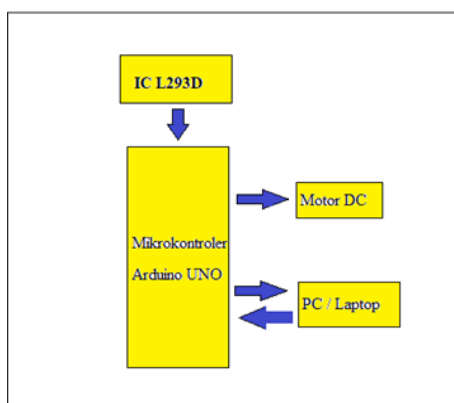 IC L293D
Mikrokontroler
Arduino UNO
Motor DC
PC / Laptop